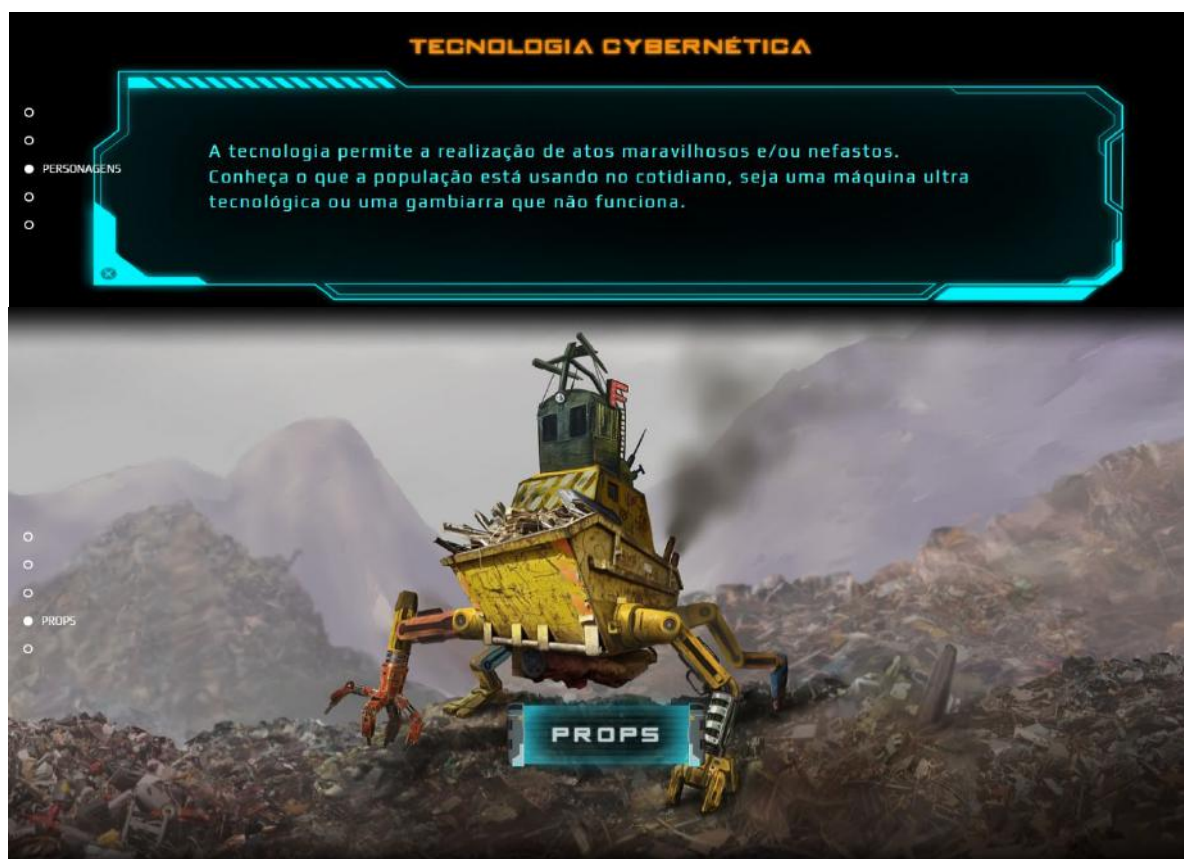 TECNOLOGIA CYBERNÉTICA
A tecnologia permite a realização de atos maravilhosos e/ou nefastos.
PERSONAGENS
Conheça o que a população está usando no cotidiano, seja uma máquina ultra
tecnológica ou uma gambiarra que não funciona.
F
PROPS
PROPS